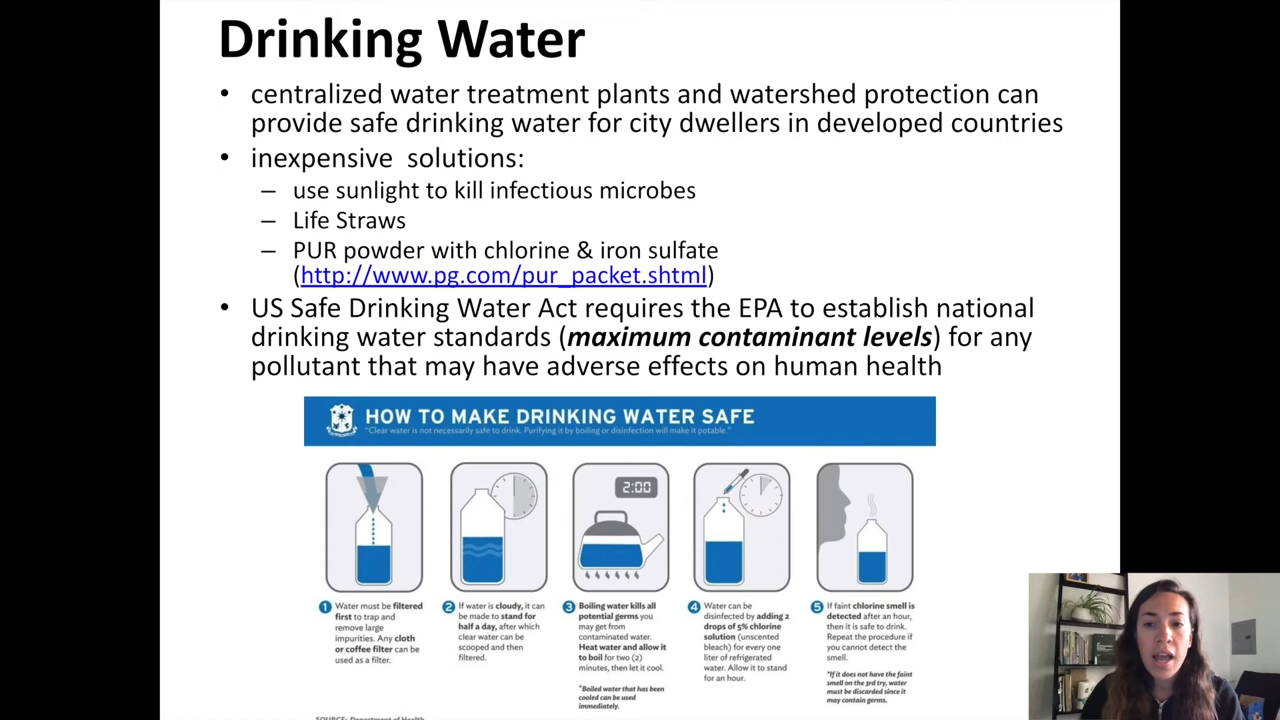 Drinking Water
• centralized water treatment plants and watershed protection can
provide safe drinking water for city dwellers in developed countries
• inexpensive solutions:
– use sunlight to kill infectious microbes
– Life Straws
– PUR powder with chlorine & iron sulfate
(http://www.pg.com/pur_packet.shtml)
• US Safe Drinking Water Act requires the EPA to establish national
drinking water standards (maximum contaminant levels) for any
pollutant that may have adverse effects on human health
HOW TO MAKE DRINKING WATER SAFE
"Clear water is not necessarily safe to drink. Purifying it by boiling or disinfection will make it potable."
2:00
1 Water must be filtered
first to trap and
remove large
impurities. Any cloth
or coffee filter can be
used as a filter.
2 If water is cloudy, it can
be made to stand for
half a day, after which
clear water can be
scooped and then
filtered.
3 Boiling water kills all
potential germs you
may get from
contaminated water.
Heat water and allow it
to boil for two (2)
minutes, then let it cool.
*Boiled water that has been
cooled can be used
immediately.
4 Water can be
disinfected by adding 2
drops of 5% chlorine
solution (unscented
bleach) for every one
liter of refrigerated
water. Allow it to stand
for an hour.
5 If faint chlorine smell is
detected after an hour,
then it is safe to drink.
Repeat the procedure if
you cannot detect the
smell.
*If it does not have the faint
smell on the 3rd try, water
must be discarded since it
may contain germs.
SOURCE: Department of Health